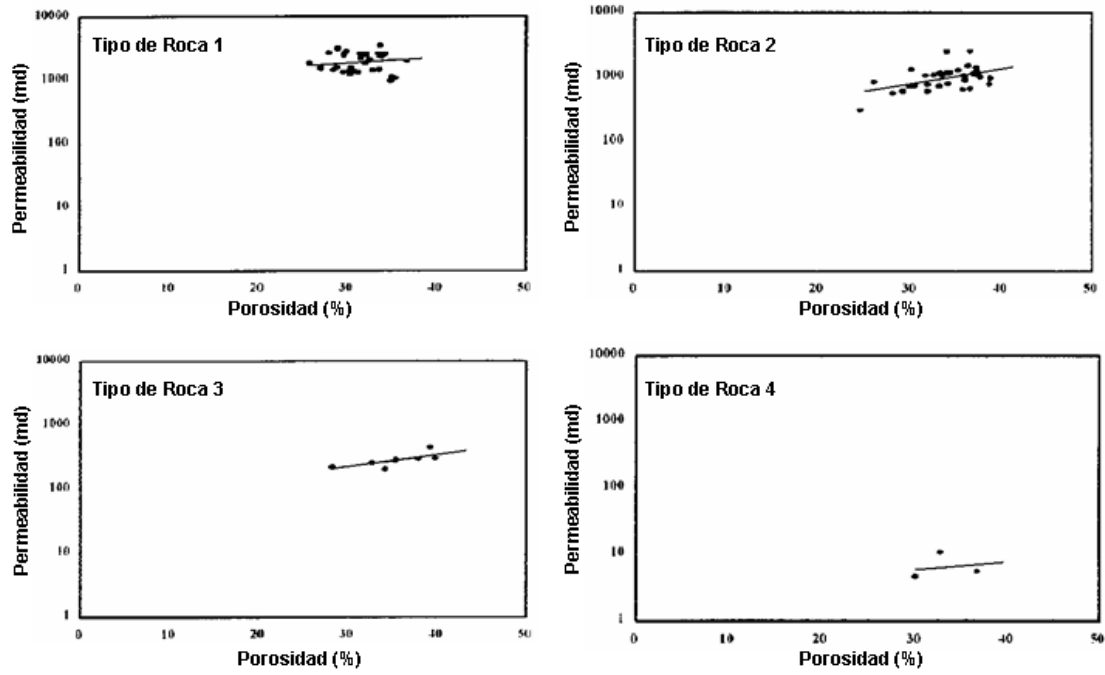 10000
Tipo de Roca 1
1000
100
10
1
Permeabilidad (md)
0 10 20 30 40 50
Porosidad (%)
10000
Tipo de Roca 2
1000
100
10
1
Permeabilidad (md)
0 10 20 30 40 50
Porosidad (%)
10000
Tipo de Roca 3
1000
100
10
1
Permeabilidad (md)
0 10 20 30 40 50
Porosidad (%)
10000
Tipo de Roca 4
1000
100
10
1
Permeabilidad (md)
0 10 20 30 40 50
Porosidad (%)